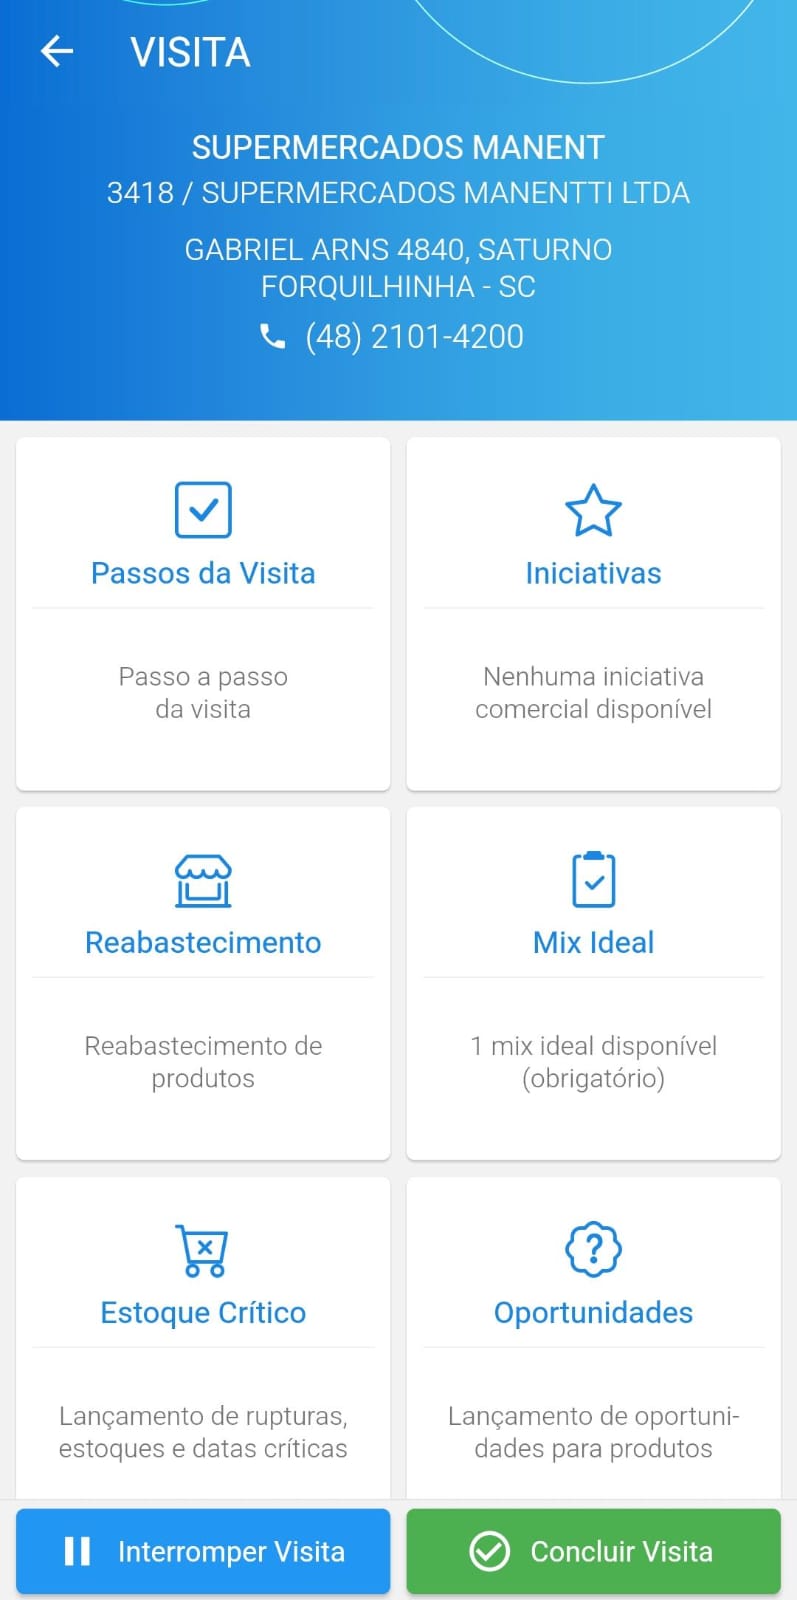 VISITA
SUPERMERCADOS MANENT
3418 / SUPERMERCADOS MANENTTI LTDA
GABRIEL ARNS 4840, SATURNO
FORQUILHINHA - SC
(48) 2101-4200
Passos da Visita
Passo a passo
da visita
Iniciativas
Nenhuma iniciativa
comercial disponível
Reabastecimento
Reabastecimento de
produtos
Mix Ideal
1 mix ideal disponível
(obrigatório)
Estoque Crítico
Lançamento de rupturas,
estoques e datas críticas
Oportunidades
Lançamento de oportuni-
dades para produtos
Interromper Visita
Concluir Visita